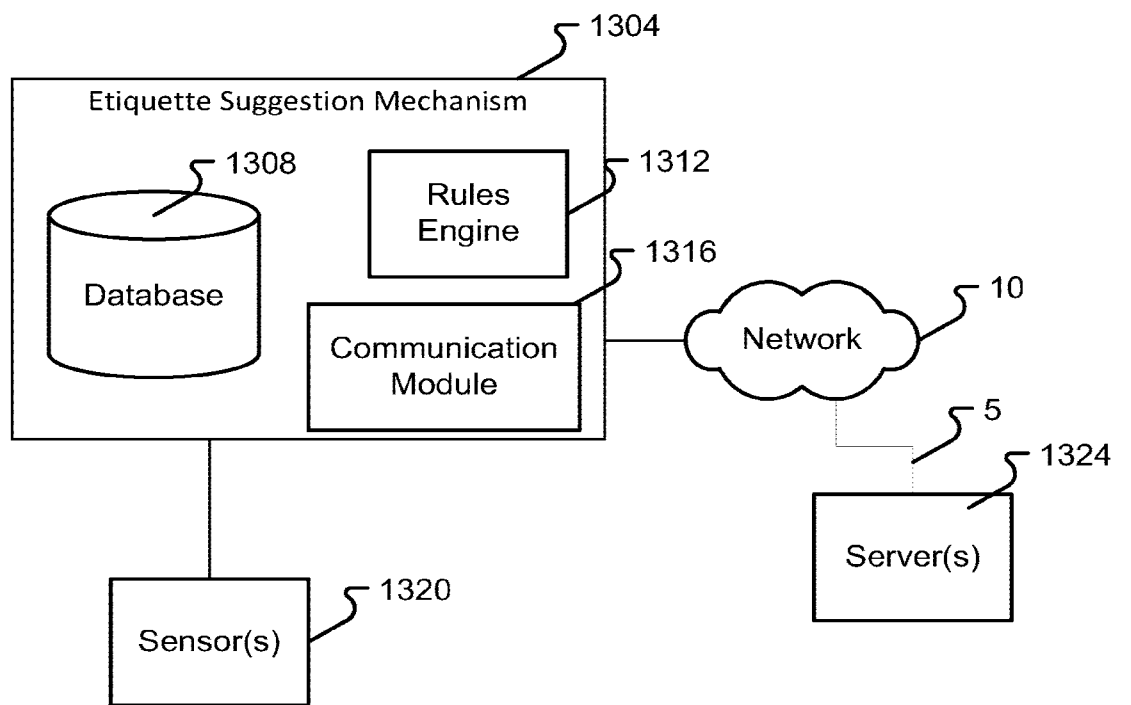 1304
Etiquette Suggestion Mechanism
1308
1312
Rules
Engine
Database
1316
Communication
Module
10
Network
5
1324
Server(s)
1320
Sensor(s)